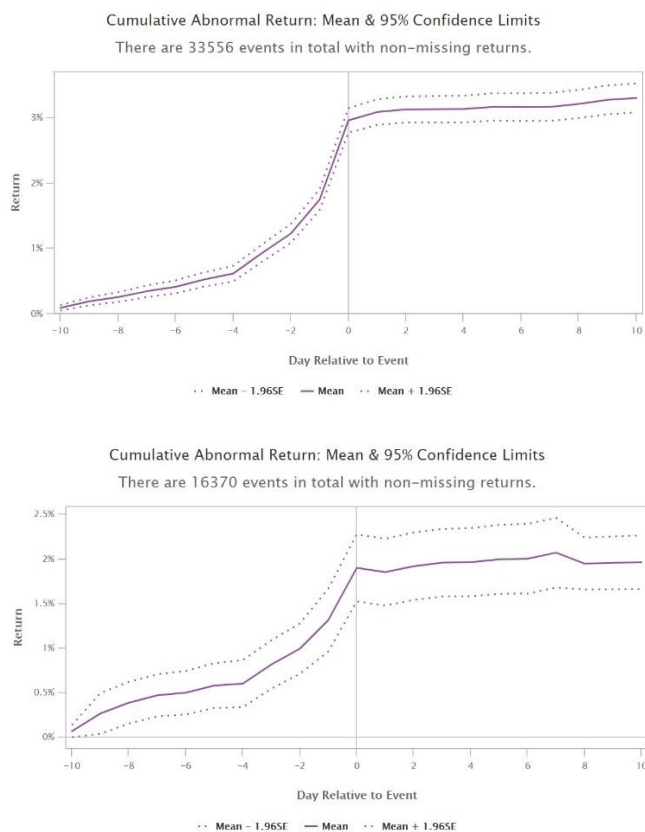 Cumulative Abnormal Return: Mean & 95% Confidence Limits
There are 33556 events in total with non-missing returns.
3%
2%
1%
0%
Return
-10 -8 -6 -4 -2 0 2 4 6 8 10
Day Relative to Event
Mean - 1.96SE Mean Mean + 1.96SE
Cumulative Abnormal Return: Mean & 95% Confidence Limits
There are 16370 events in total with non-missing returns.
2.5%
2%
1.5%
1%
0.5%
0%
Return
-10 -8 -6 -4 -2 0 2 4 6 8 10
Day Relative to Event
Mean - 1.96SE Mean Mean + 1.96SE